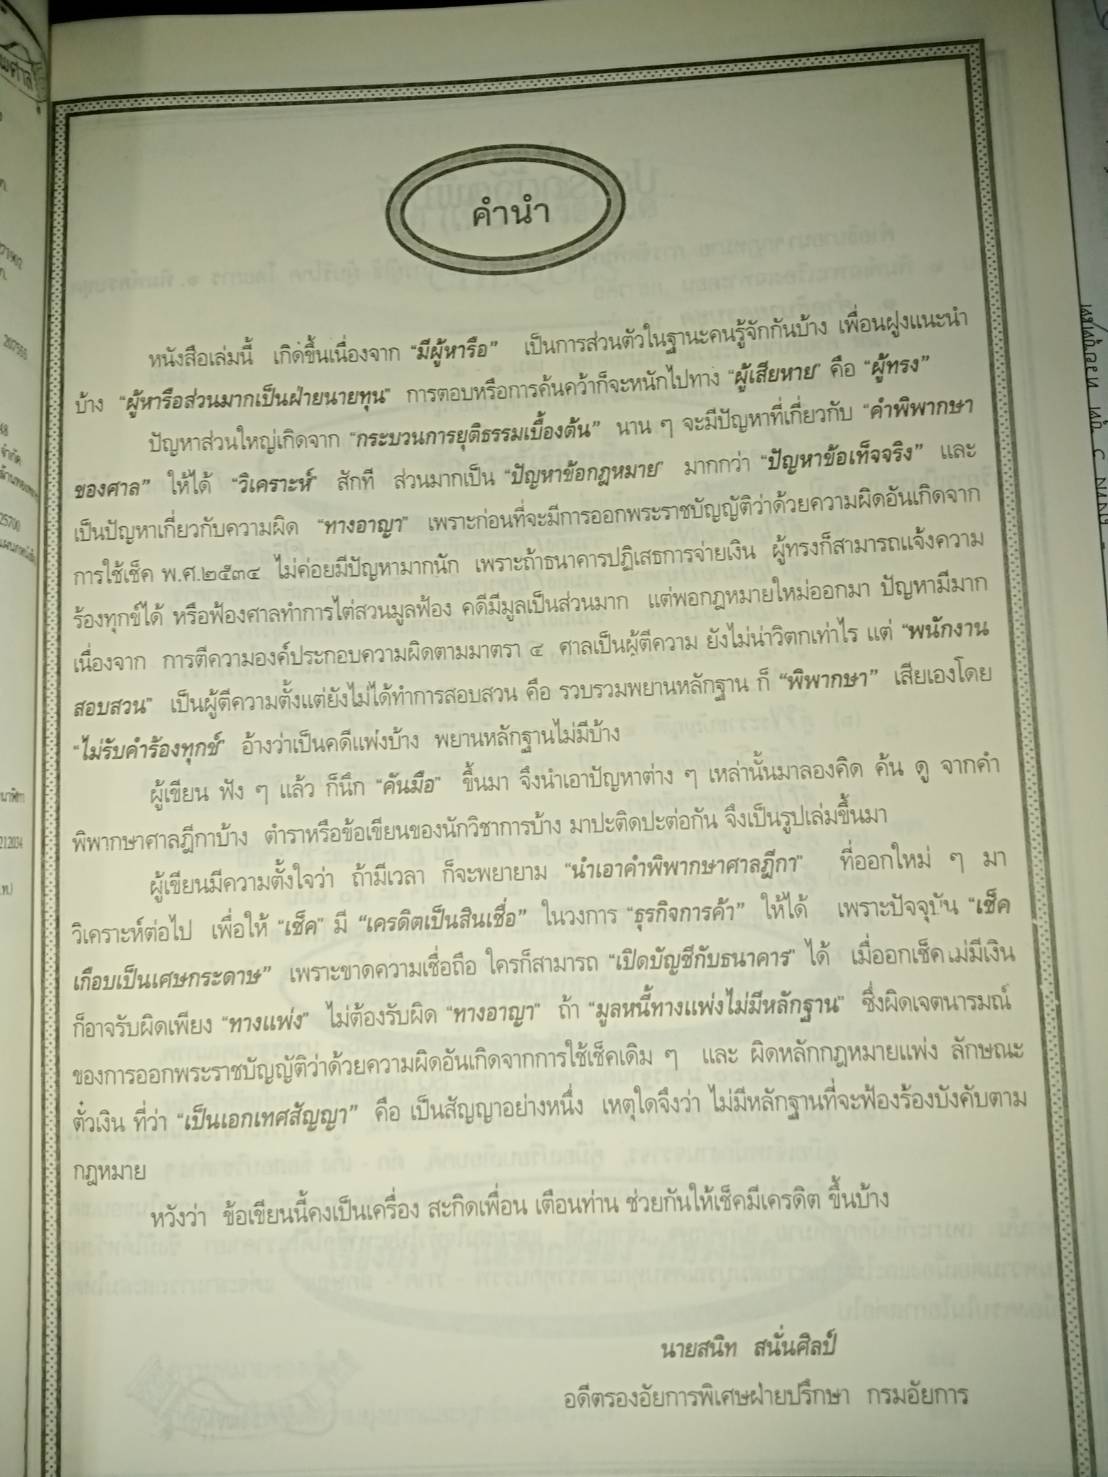 คำนำ
หนังสือเล่มนี้ เกิดขึ้นเนื่องจาก "มีผู้หารือ" เป็นการส่วนตัวในฐานะคนรู้จักกันบ้าง เพื่อนฝูงแนะนำ
บ้าง "ผู้หารือส่วนมากเป็นฝ่ายนายทุน" การตอบหรือการค้นคว้าก็จะหนักไปทาง "ผู้เสียหาย" คือ "ผู้ทรง"
ปัญหาส่วนใหญ่เกิดจาก "กระบวนการยุติธรรมเบื้องต้น" นาน ๆ จะมีปัญหาที่เกี่ยวกับ "คำพิพากษา
ของศาล" ให้ได้ "วิเคราะห์" สักที ส่วนมากเป็น "ปัญหาข้อกฎหมาย" มากกว่า "ปัญหาข้อเท็จจริง" และ
เป็นปัญหาเกี่ยวกับความผิด "ทางอาญา" เพราะก่อนที่จะมีการออกพระราชบัญญัติว่าด้วยความผิดอันเกิดจาก
การใช้เช็ค พ.ศ.๒๕๓๔ ไม่ค่อยมีปัญหามากนัก เพราะถ้าธนาคารปฏิเสธการจ่ายเงิน ผู้ทรงก็สามารถแจ้งความ
ร้องทุกข์ได้ หรือฟ้องศาลทำการไต่สวนมูลฟ้อง คดีมีมูลเป็นส่วนมาก แต่พอกฎหมายใหม่ออกมา ปัญหามีมาก
เนื่องจาก การตีความองค์ประกอบความผิดตามมาตรา ๔ ศาลเป็นผู้ตีความ ยังไม่น่าวิตกเท่าไร แต่ "พนักงาน
สอบสวน" เป็นผู้ตีความตั้งแต่ยังไม่ได้ทำการสอบสวน คือ รวบรวมพยานหลักฐาน ก็ "พิพากษา" เสียเองโดย
"ไม่รับคำร้องทุกข์" อ้างว่าเป็นคดีแพ่งบ้าง พยานหลักฐานไม่มีบ้าง
ผู้เขียน ฟัง ๆ แล้ว ก็นึก "คันมือ" ขึ้นมา จึงนำเอาปัญหาต่าง ๆ เหล่านั้นมาลองคิด ค้น ดู จากคำ
พิพากษาศาลฎีกาบ้าง ตำราหรือข้อเขียนของนักวิชาการบ้าง มาปะติดปะต่อกัน จึงเป็นรูปเล่มขึ้นมา
ผู้เขียนมีความตั้งใจว่า ถ้ามีเวลา ก็จะพยายาม "นำเอาคำพิพากษาศาลฎีกา" ที่ออกใหม่ ๆ มา
วิเคราะห์ต่อไป เพื่อให้ "เช็ค" มี "เครดิตเป็นสินเชื่อ" ในวงการ "ธุรกิจการค้า" ให้ได้ เพราะปัจจุบัน "เช็ค
เกือบเป็นเศษกระดาษ" เพราะขาดความเชื่อถือ ใครก็สามารถ "เปิดบัญชีกับธนาคาร" ได้ เมื่อออกเช็คไม่มีเงิน
ก็อาจรับผิดเพียง "ทางแพ่ง" ไม่ต้องรับผิด "ทางอาญา" ถ้า "มูลหนี้ทางแพ่งไม่มีหลักฐาน" ซึ่งผิดเจตนารมณ์
ของการออกพระราชบัญญัติว่าด้วยความผิดอันเกิดจากการใช้เช็คเดิม ๆ และ ผิดหลักกฎหมายแพ่ง ลักษณะ
ตั๋วเงิน ที่ว่า "เป็นเอกเทศสัญญา" คือ เป็นสัญญาอย่างหนึ่ง เหตุใดจึงว่า ไม่มีหลักฐานที่จะฟ้องร้องบังคับตาม
กฎหมาย
หวังว่า ข้อเขียนนี้คงเป็นเครื่อง สะกิดเพื่อน เตือนท่าน ช่วยกันให้เช็คมีเครดิต ขึ้นบ้าง
นายสนิท สนั่นศิลป์
อดีตรองอัยการพิเศษฝ่ายปรึกษา กรมอัยการ